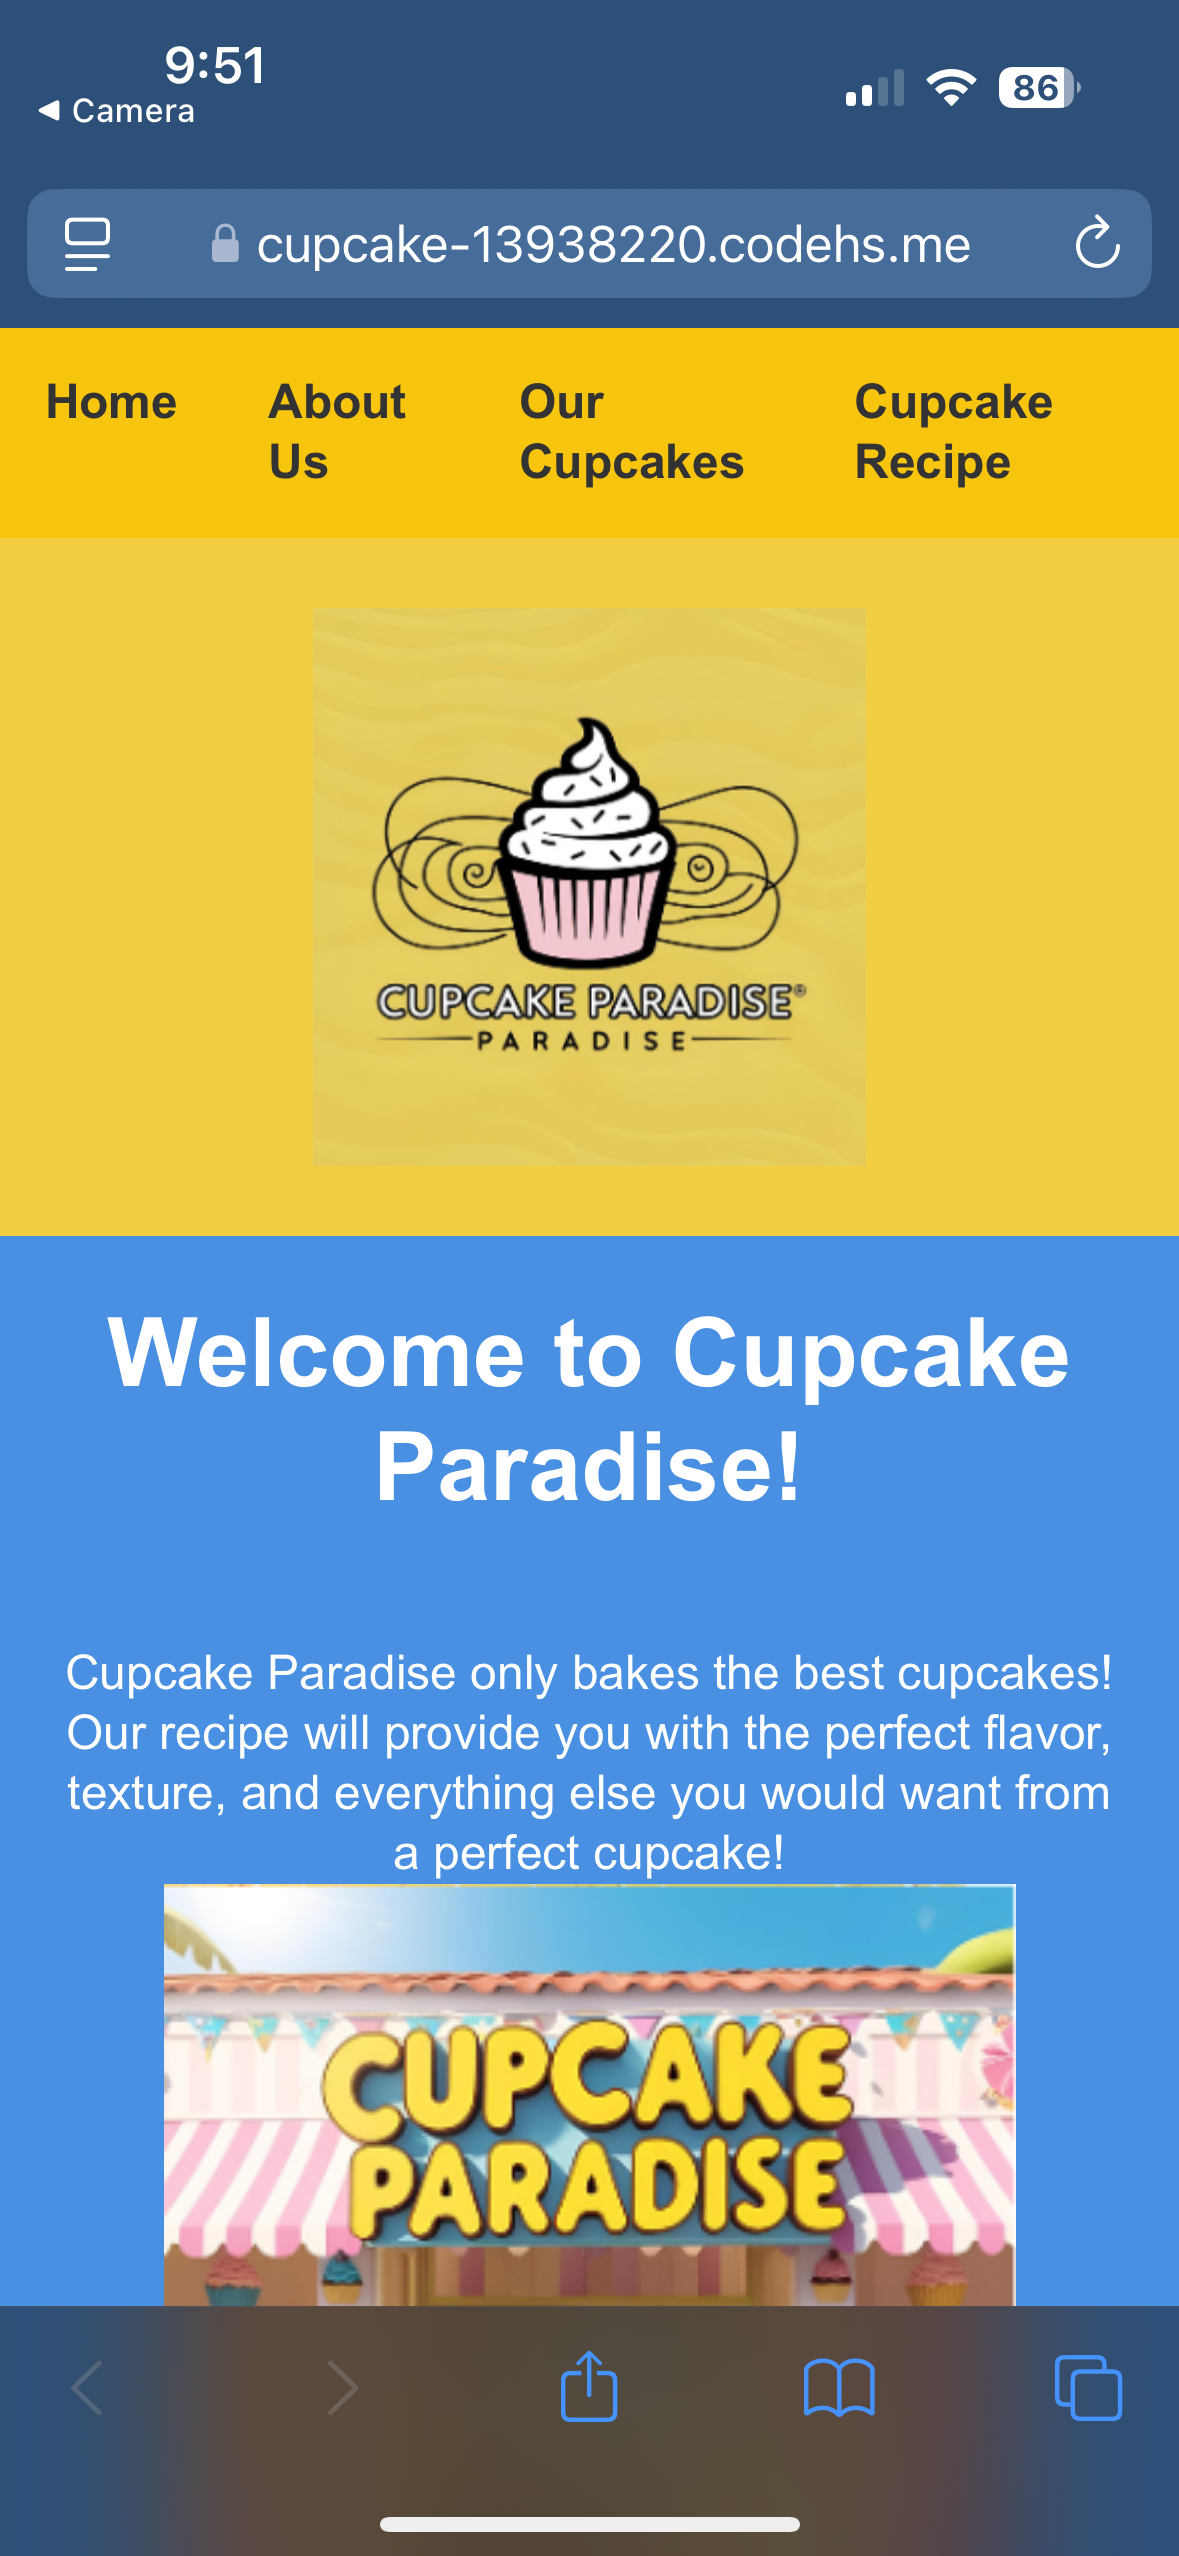 9:51
Camera
86
cupcake-13938220.codehs.me
Home
About
Us
Our
Cupcakes
Cupcake
Recipe
CUPCAKE PARADISE®
PARADISE
Welcome to Cupcake
Paradise!
Cupcake Paradise only bakes the best cupcakes!
Our recipe will provide you with the perfect flavor,
texture, and everything else you would want from
a perfect cupcake!
CUPCAKE
PARADISE